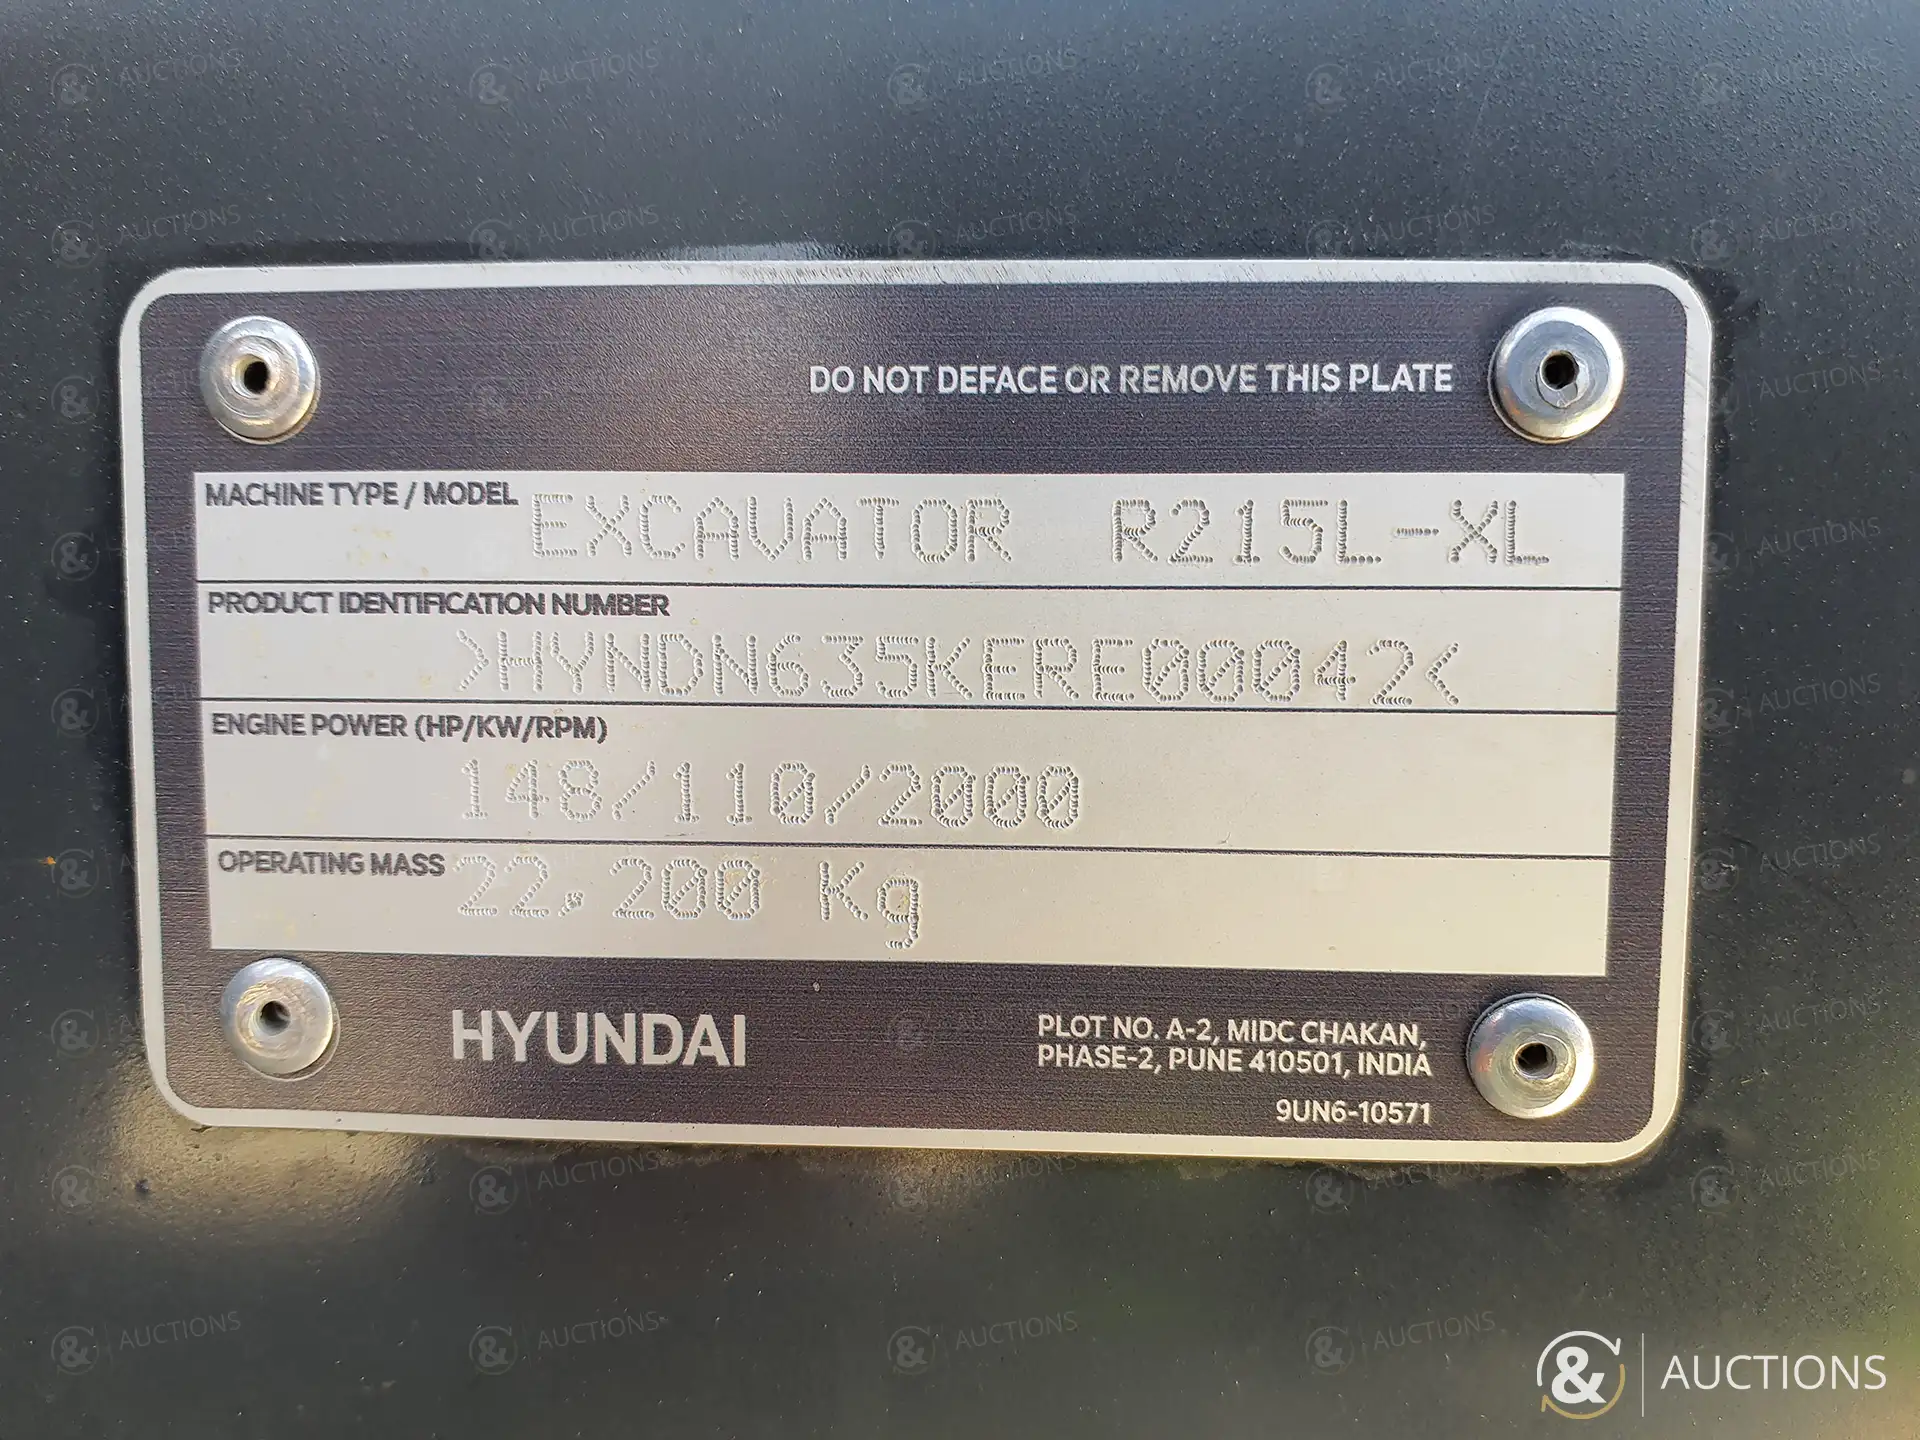 DO NOT DEFACE OR REMOVE THIS PLATE
MACHINE TYPE / MODEL EXCAVATOR R215L-XL
PRODUCT IDENTIFICATION NUMBER
>HYNDN635KERE00042<
ENGINE POWER (HP/KW/RPM)
148/110/2000
OPERATING MASS 22,200 Kg
HYUNDAI
PLOT NO. A-2, MIDC CHAKAN,
PHASE-2, PUNE 410501, INDIA
9UN6-10571
& AUCTIONS